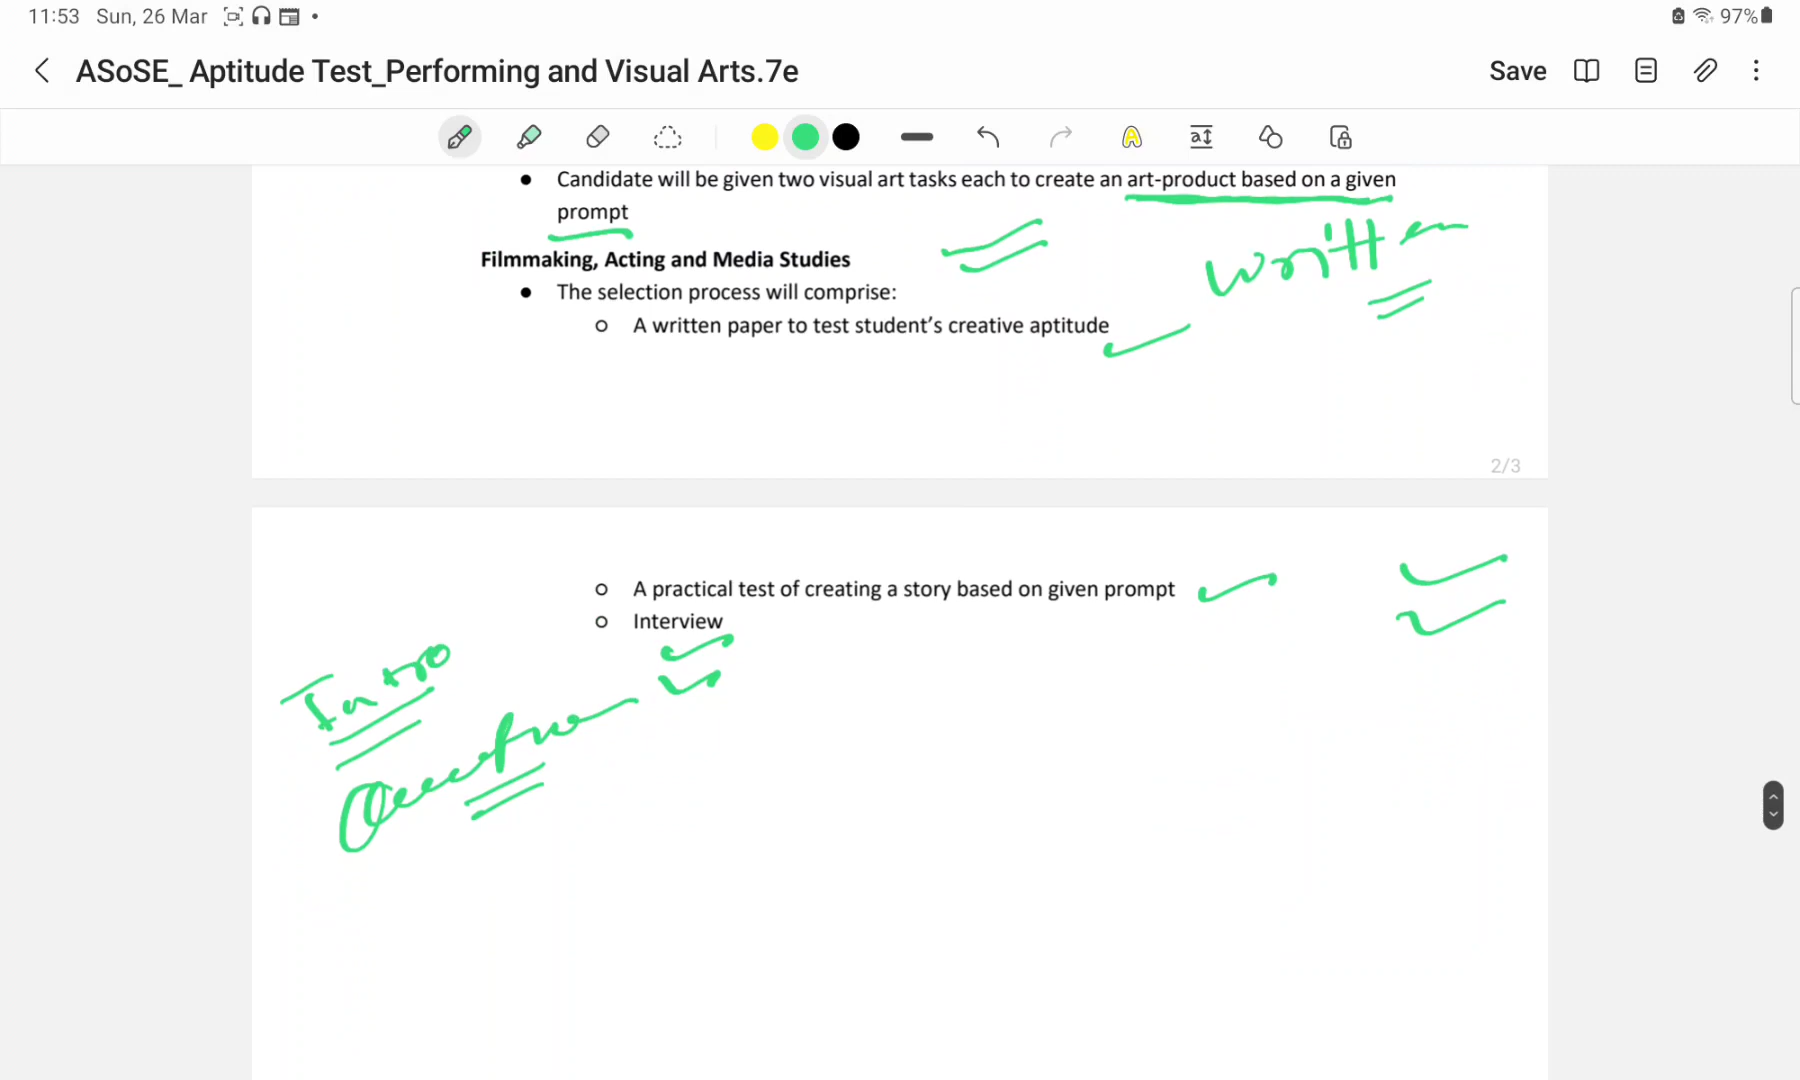 11:53 Sun, 26 Mar 97%
ASoSE_ Aptitude Test_Performing and Visual Arts.7e Save
● Candidate will be given two visual art tasks each to create an art-product based on a given
prompt
written
Filmmaking, Acting and Media Studies
● The selection process will comprise:
○ A written paper to test student’s creative aptitude
2/3
○ A practical test of creating a story based on given prompt
○ Interview
Intro